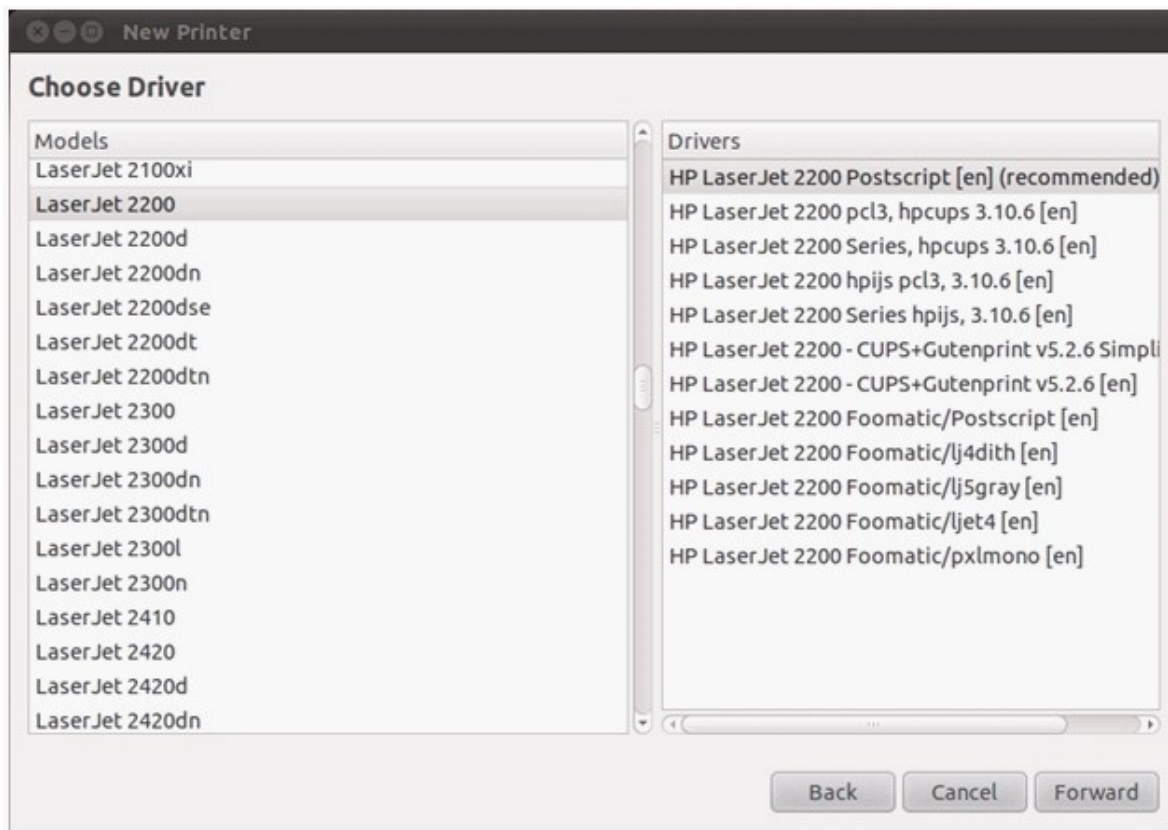 New Printer
Choose Driver
Models
LaserJet 2100xi
LaserJet 2200
LaserJet 2200d
LaserJet 2200dn
LaserJet 2200dse
LaserJet 2200dt
LaserJet 2200dtn
LaserJet 2300
LaserJet 2300d
LaserJet 2300dn
LaserJet 2300dtn
LaserJet 2300l
LaserJet 2300n
LaserJet 2410
LaserJet 2420
LaserJet 2420d
LaserJet 2420dn
Drivers
HP LaserJet 2200 Postscript [en] (recommended)
HP LaserJet 2200 pcl3, hpcups 3.10.6 [en]
HP LaserJet 2200 Series, hpcups 3.10.6 [en]
HP LaserJet 2200 hpijs pcl3, 3.10.6 [en]
HP LaserJet 2200 Series hpijs, 3.10.6 [en]
HP LaserJet 2200 - CUPS+Gutenprint v5.2.6 Simpli
HP LaserJet 2200 - CUPS+Gutenprint v5.2.6 [en]
HP LaserJet 2200 Foomatic/Postscript [en]
HP LaserJet 2200 Foomatic/lj4dith [en]
HP LaserJet 2200 Foomatic/lj5gray [en]
HP LaserJet 2200 Foomatic/ljet4 [en]
HP LaserJet 2200 Foomatic/pxlmono [en]
Back
Cancel
Forward